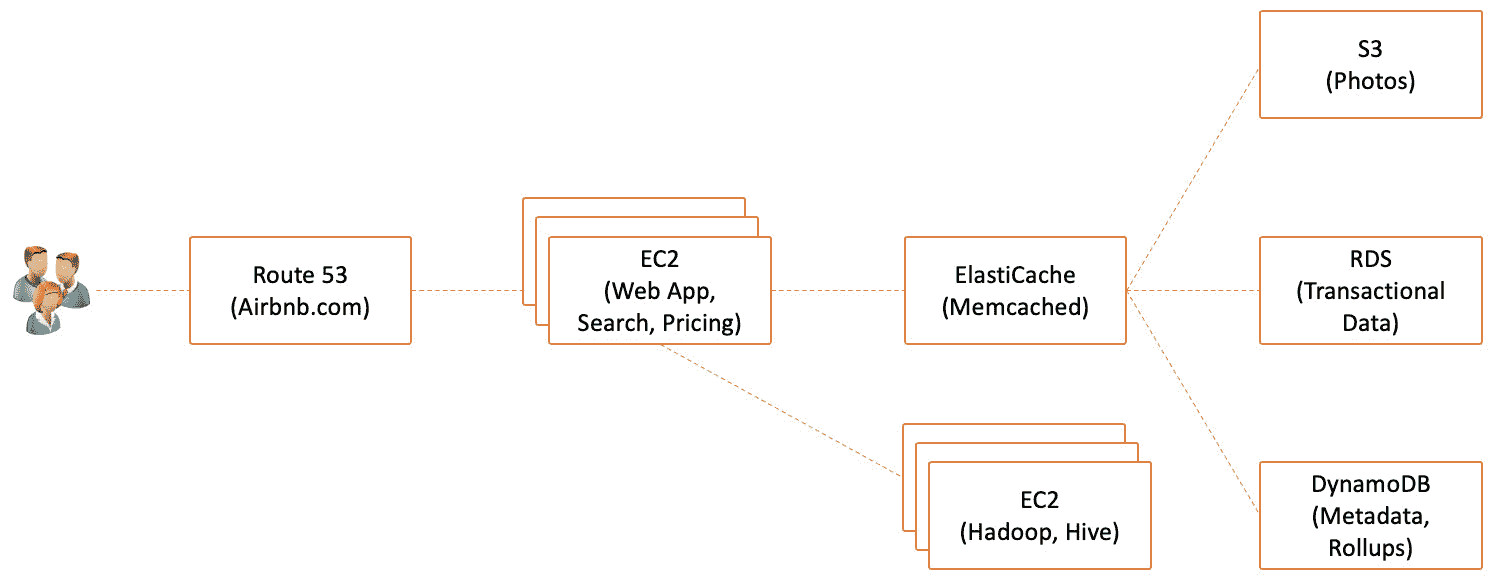 S3
(Photos)
Route 53
(Airbnb.com)
EC2
(Web App,
Search, Pricing)
ElastiCache
(Memcached)
RDS
(Transactional
Data)
EC2
(Hadoop, Hive)
DynamoDB
(Metadata,
Rollups)